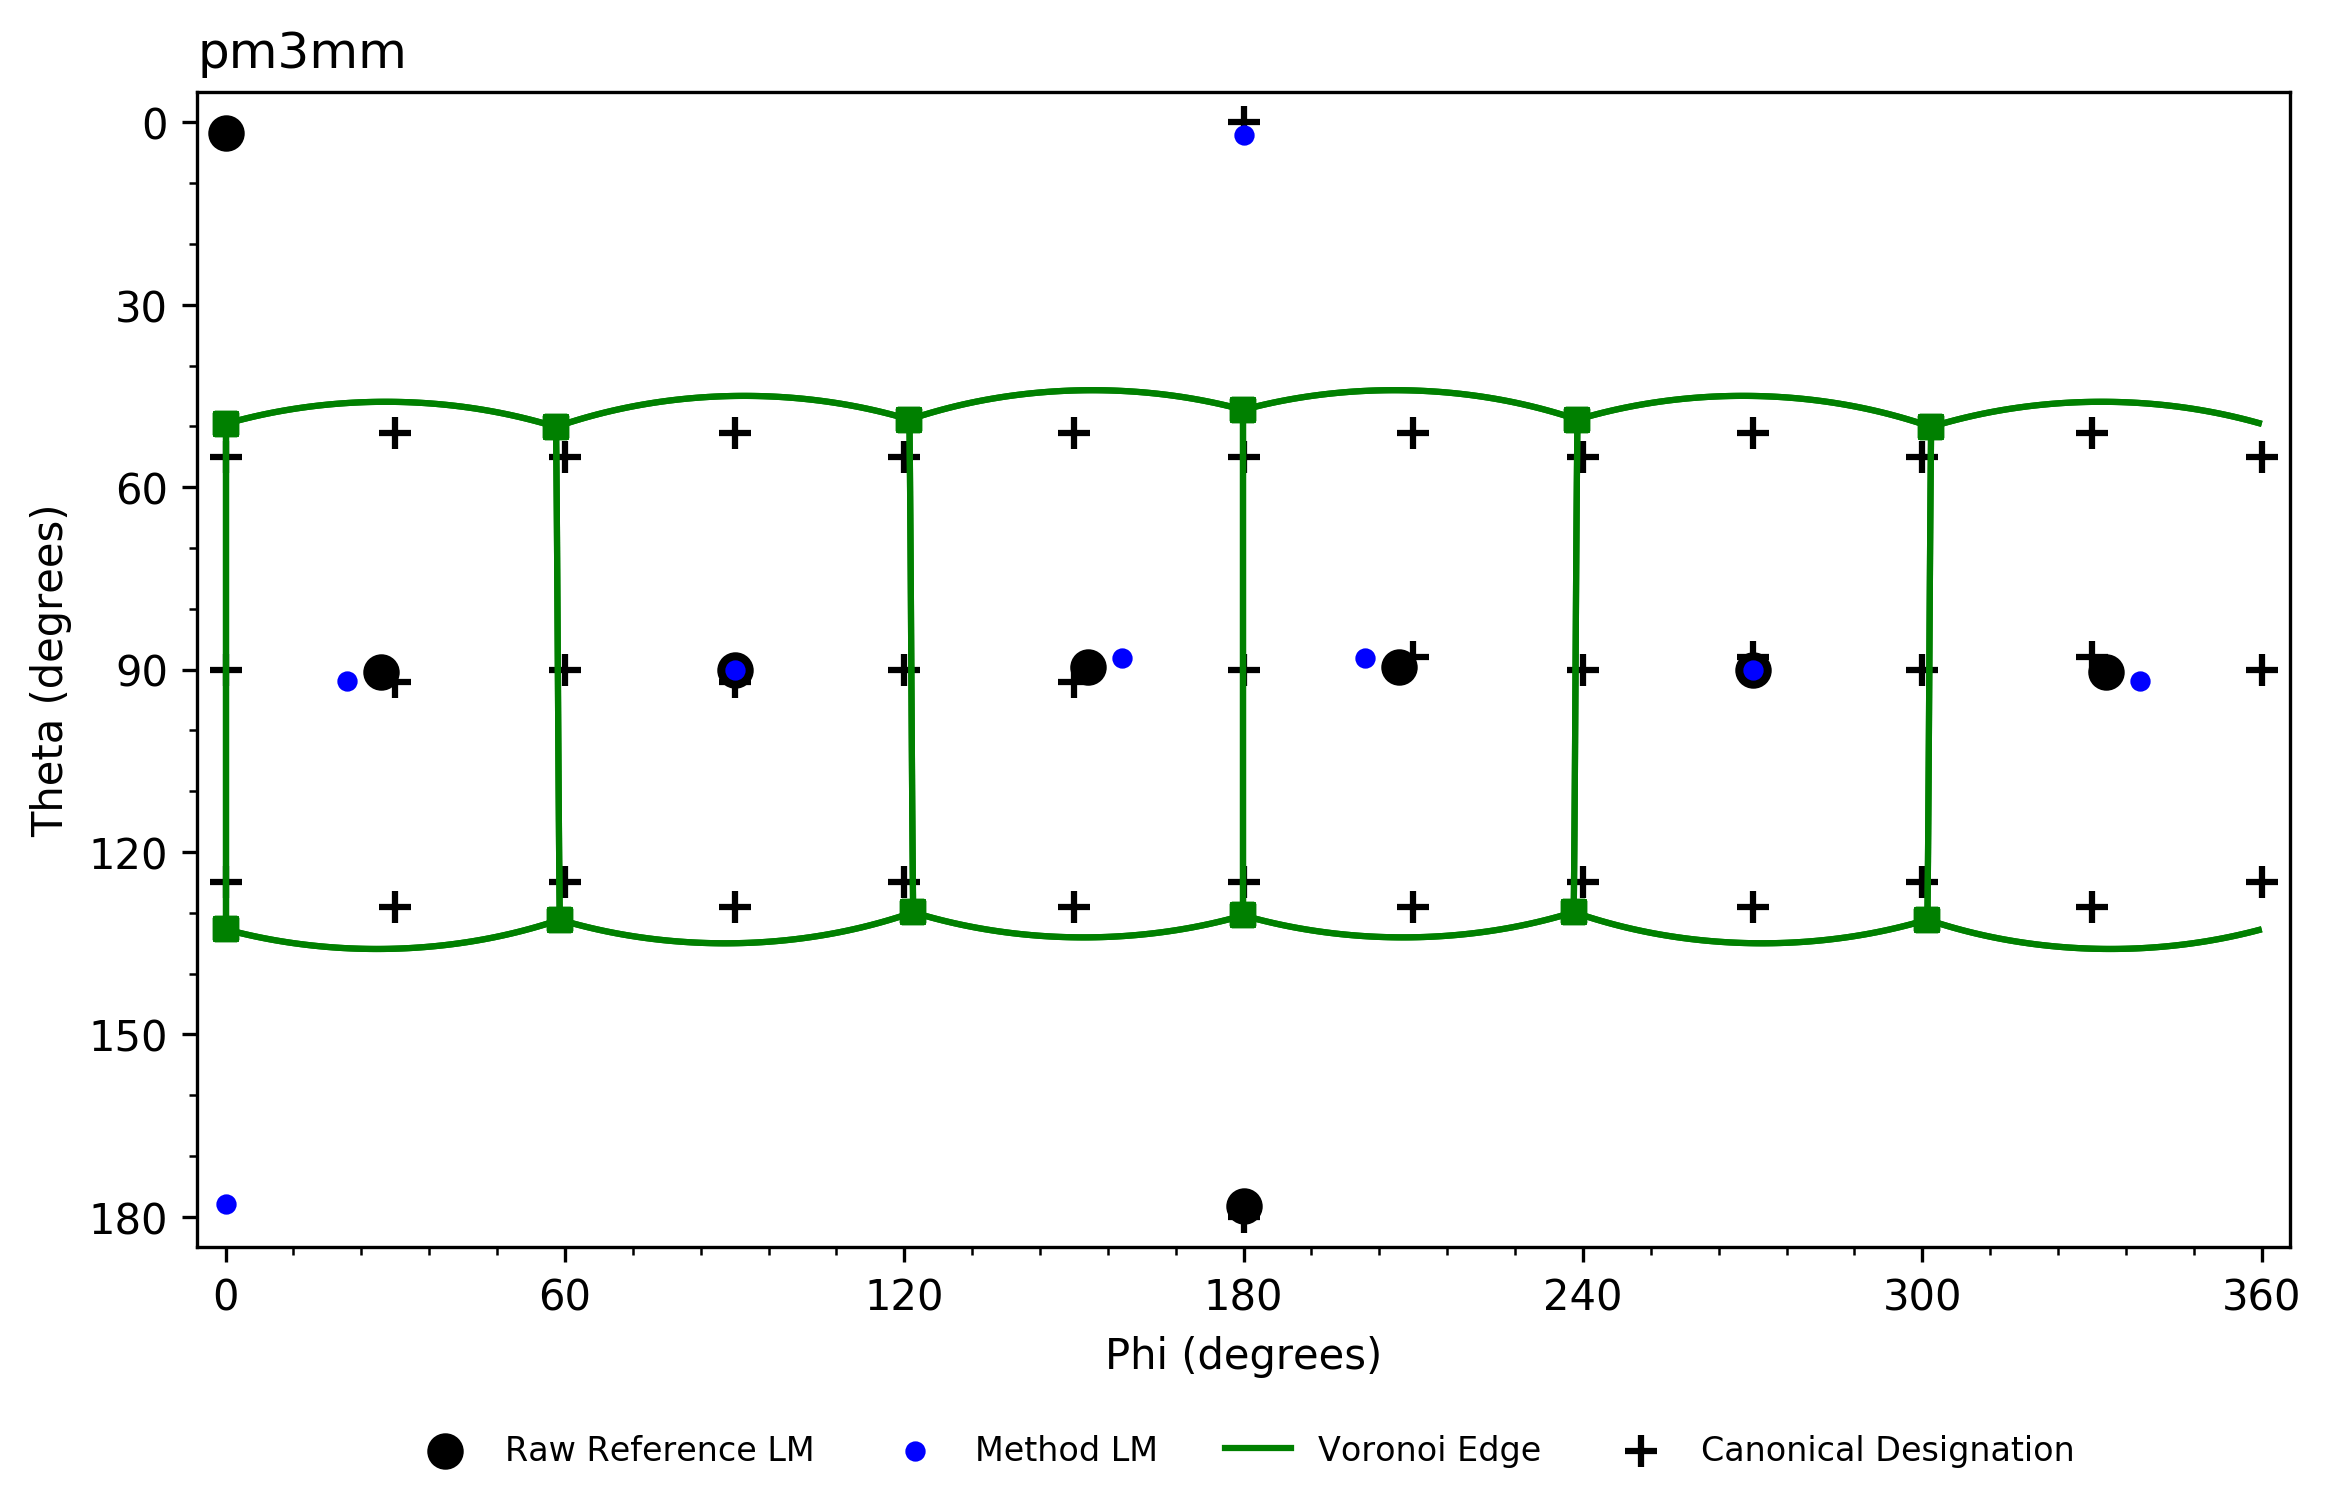 pm3mm
0
30
60
90
120
150
180
Theta (degrees)
0 60 120 180 240 300 360
Phi (degrees)
Raw Reference LM Method LM Voronoi Edge Canonical Designation